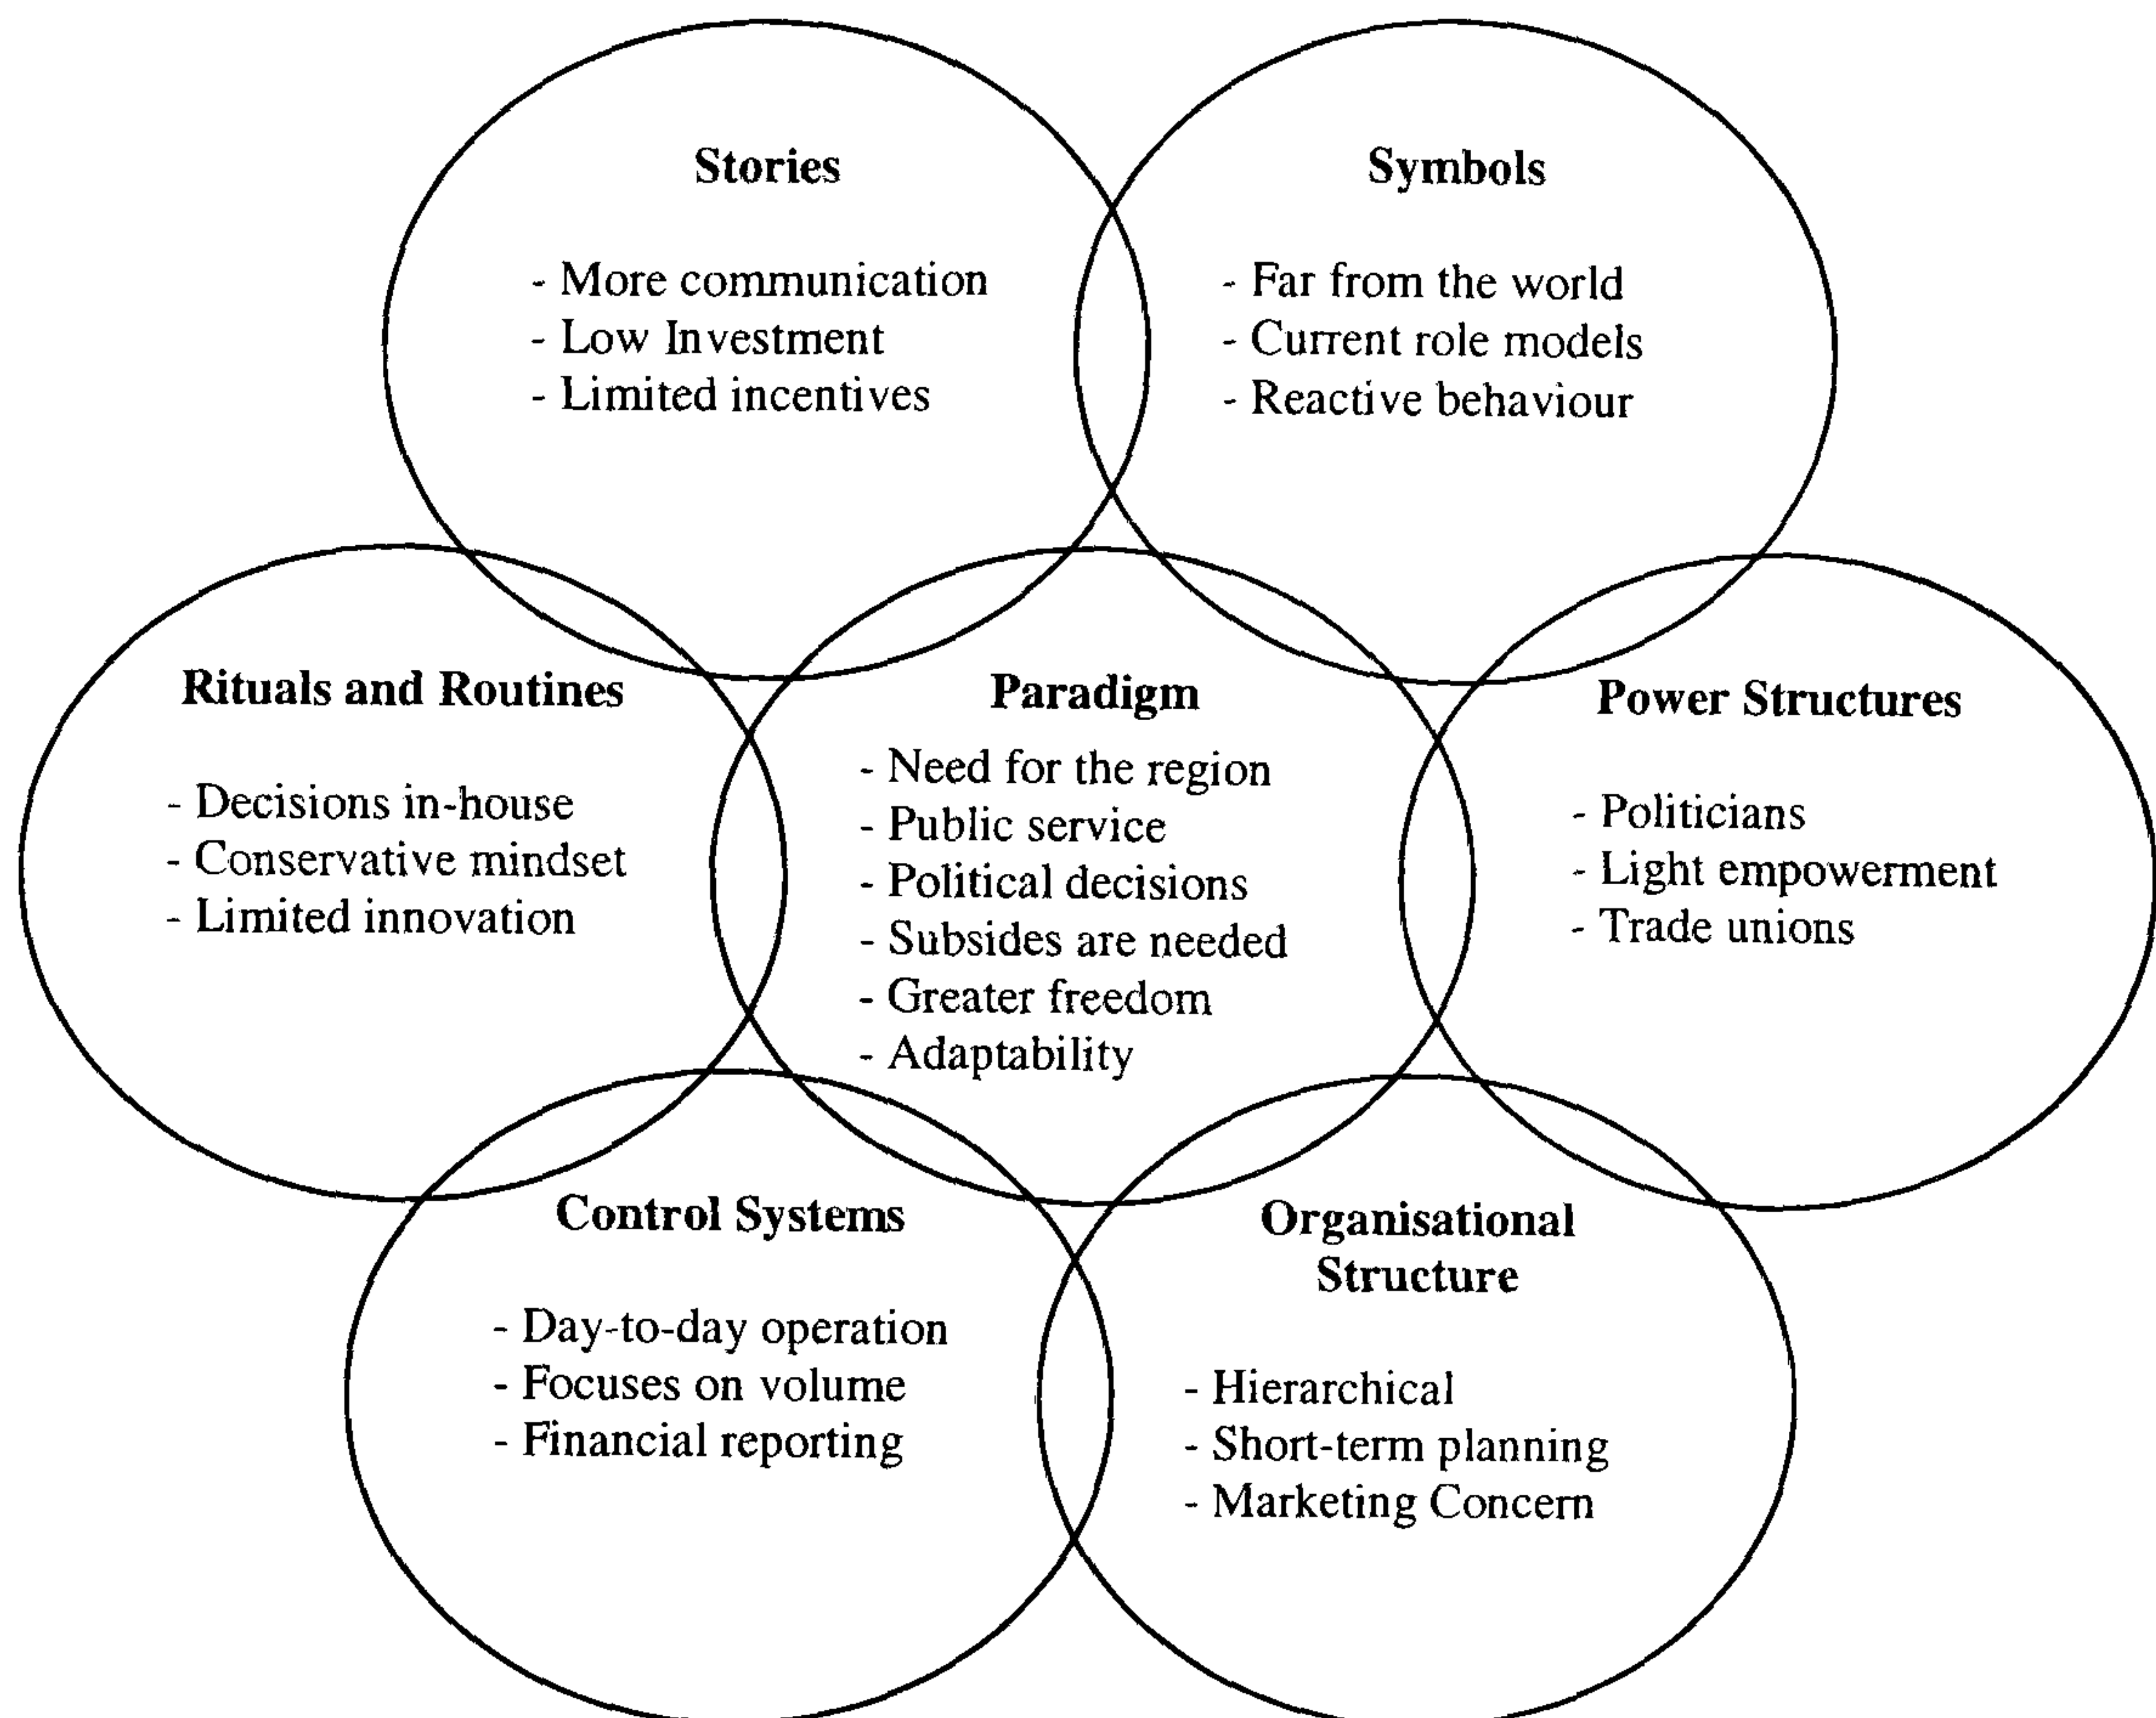 Stories
- More communication
- Low Investment
- Limited incentives
Symbols
- Far from the world
- Current role models
- Reactive behaviour
Rituals and Routines
- Decisions in-house
- Conservative mindset
- Limited innovation
Paradigm
- Need for the region
- Public service
- Political decisions
- Subsides are needed
- Greater freedom
- Adaptability
Power Structures
- Politicians
- Light empowerment
- Trade unions
Control Systems
- Day-to-day operation
- Focuses on volume
- Financial reporting
Organisational
Structure
- Hierarchical
- Short-term planning
- Marketing Concern